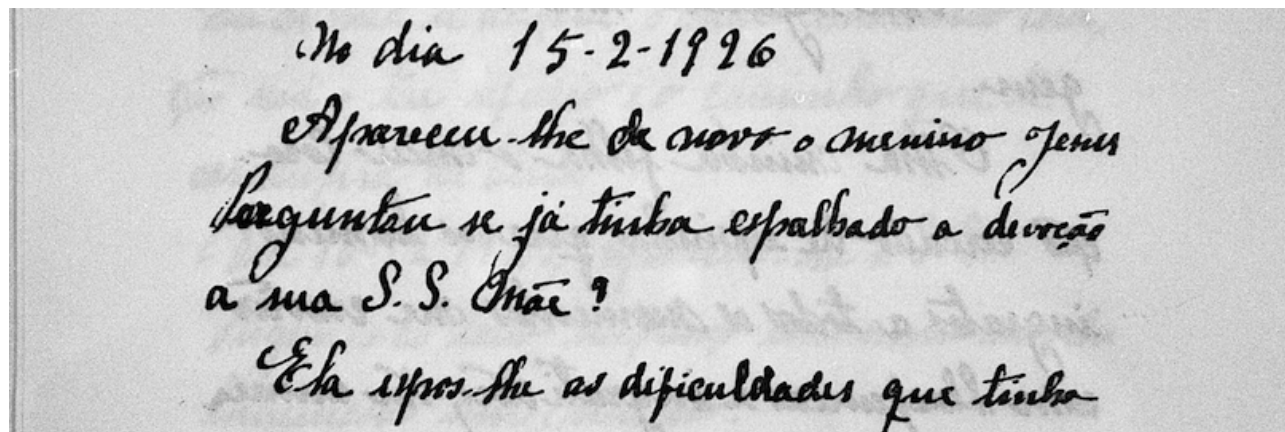 No dia 15-2-1926
Apareceu-lhe de novo o menino Jesus
Perguntou se já tinha espalhado a devoção
a sua S. S. Mãe?
Ela espos-lhe as dificuldades que tinha